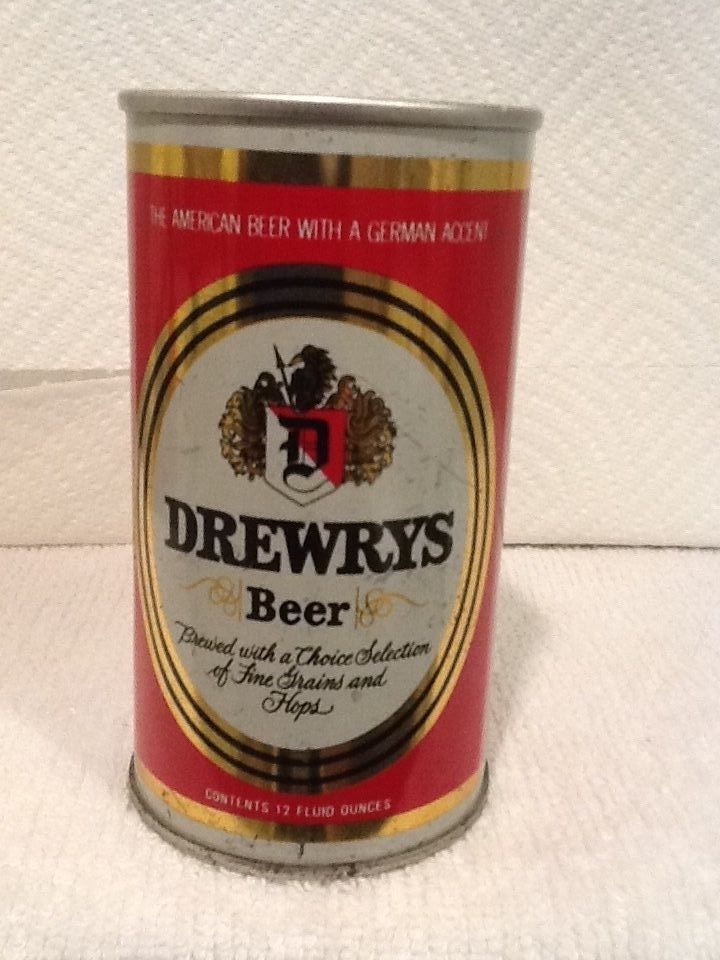 THE AMERICAN BEER WITH A GERMAN ACCENT
D
DREWRYS
Beer
Brewed with a Choice Selection
of Fine Grains and
Hops
CONTENTS 12 FLUID OUNCES